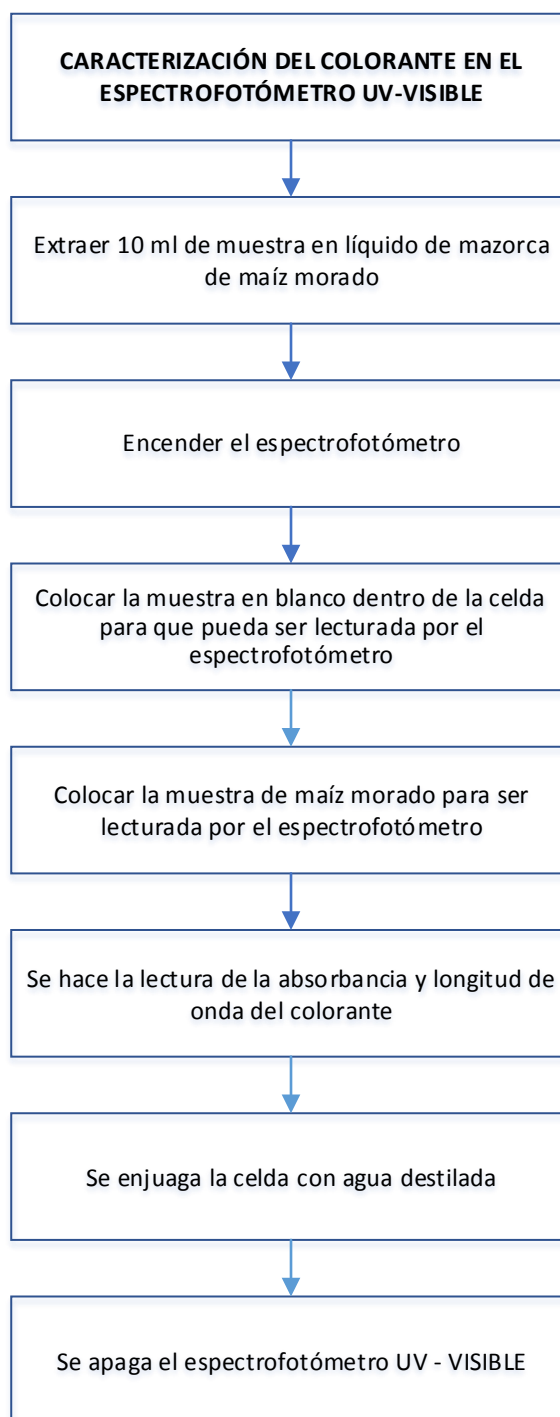 CARACTERIZACIÓN DEL COLORANTE EN EL
ESPECTROFOTÓMETRO UV-VISIBLE
Extraer 10 ml de muestra en líquido de mazorca
de maíz morado
Encender el espectrofotómetro
Colocar la muestra en blanco dentro de la celda
para que pueda ser lecturada por el
espectrofotómetro
Colocar la muestra de maíz morado para ser
lecturada por el espectrofotómetro
Se hace la lectura de la absorbancia y longitud de
onda del colorante
Se enjuaga la celda con agua destilada
Se apaga el espectrofotómetro UV - VISIBLE